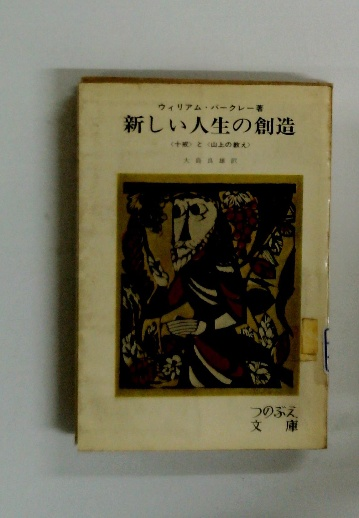 ウィリアム・バークレー著
新しい人生の創造
〈十戒〉と〈山上の教え〉
つのぶえ
文庫